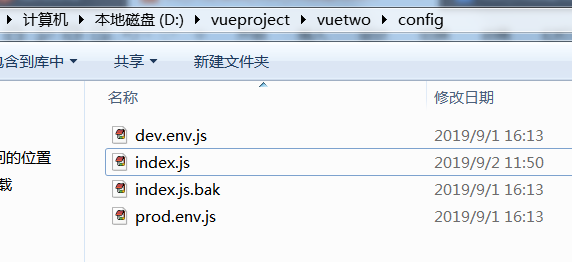 计算机 本地磁盘 (D:) vueproject vuetwo config
包含到库中 共享 新建文件夹
名称 修改日期
dev.env.js 2019/9/1 16:13
问的位置 index.js 2019/9/2 11:50
载 index.js.bak 2019/9/1 16:13
prod.env.js 2019/9/1 16:13